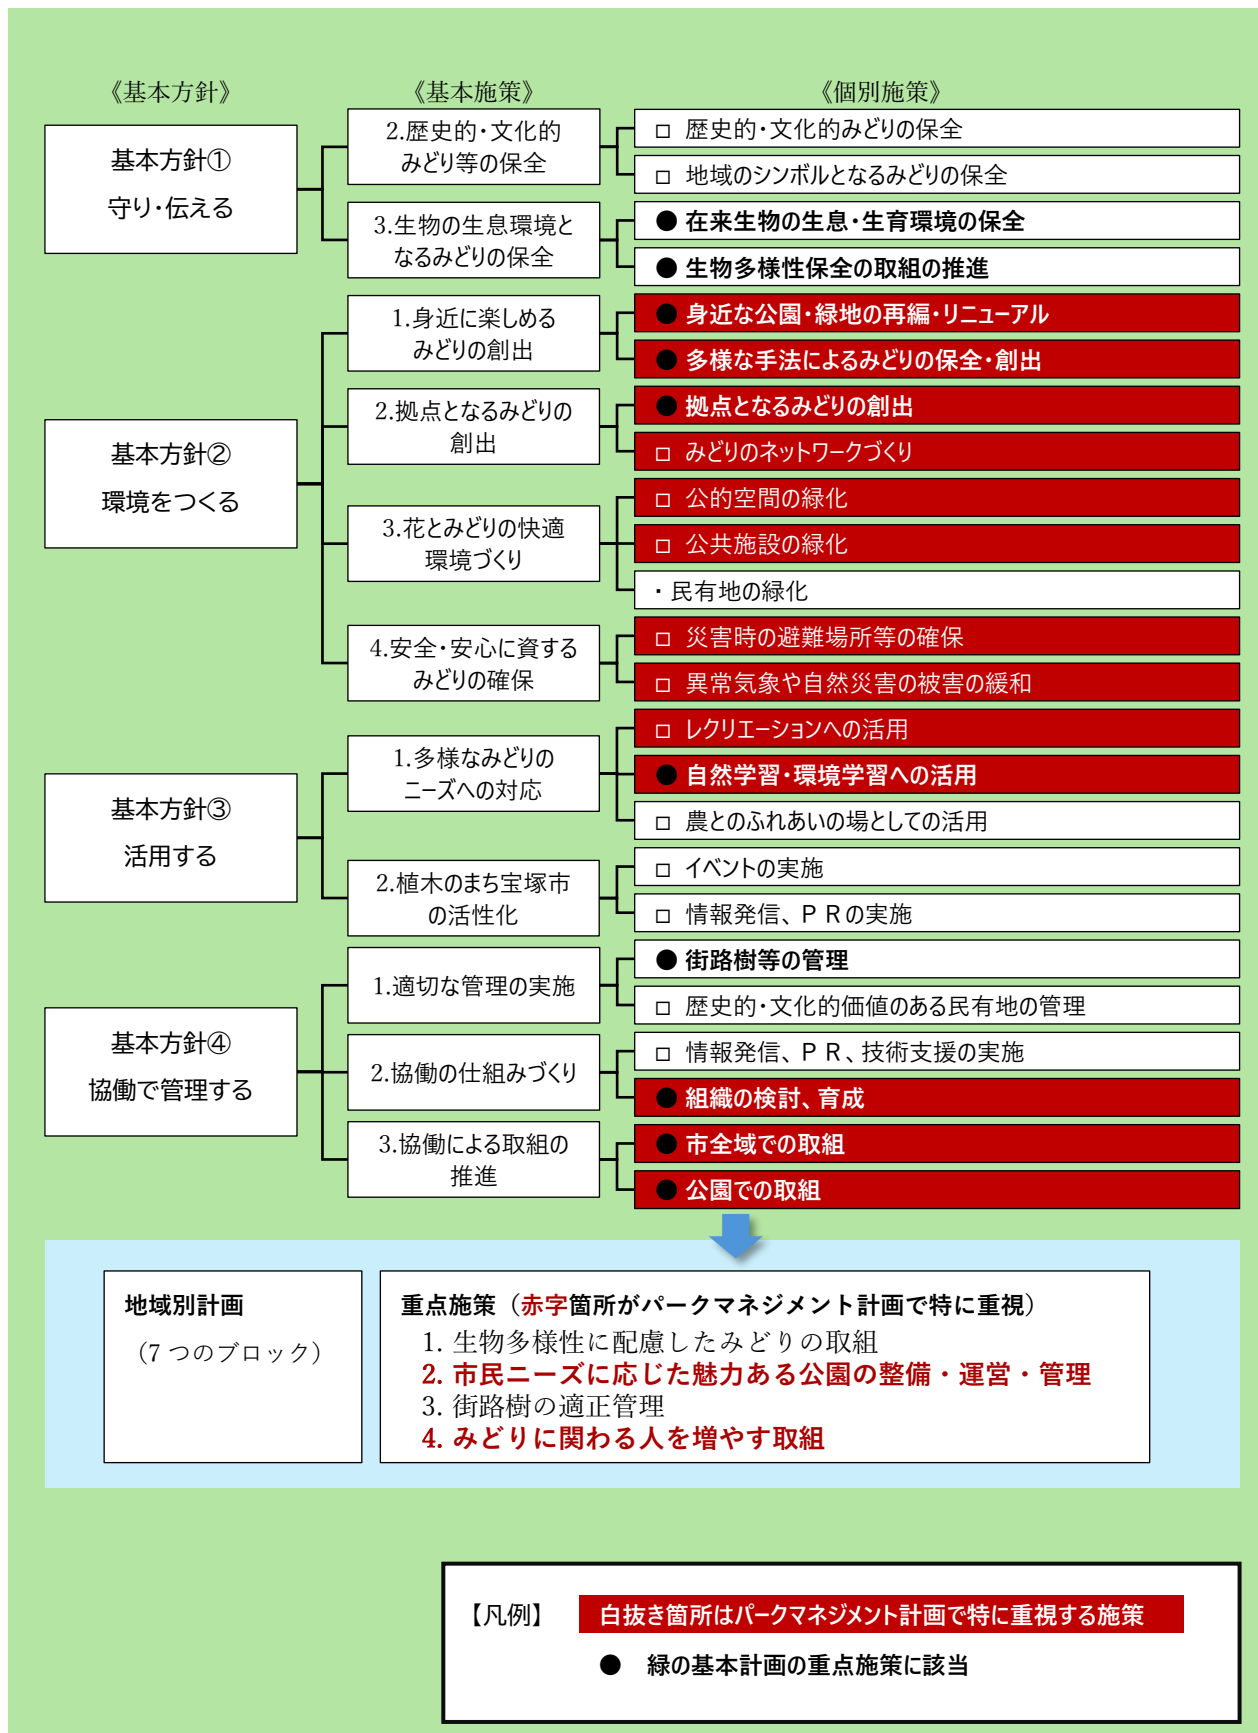 《基本方針》 《基本施策》 《個別施策》
基本方針①
守り・伝える
2.歴史的・文化的
みどり等の保全
□ 歴史的・文化的みどりの保全
□ 地域のシンボルとなるみどりの保全
3.生物の生息環境と
なるみどりの保全
● 在来生物の生息・生育環境の保全
● 生物多様性保全の取組の推進
基本方針②
環境をつくる
1.身近に楽しめる
みどりの創出
● 身近な公園・緑地の再編・リニューアル
● 多様な手法によるみどりの保全・創出
2.拠点となるみどりの
創出
● 拠点となるみどりの創出
□ みどりのネットワークづくり
3.花とみどりの快適
環境づくり
□ 公的空間の緑化
□ 公共施設の緑化
・民有地の緑化
4.安全・安心に資する
みどりの確保
□ 災害時の避難場所等の確保
□ 異常気象や自然災害の被害の緩和
基本方針③
活用する
1.多様なみどりの
ニーズへの対応
□ レクリエーションへの活用
● 自然学習・環境学習への活用
□ 農とのふれあいの場としての活用
2.植木のまち宝塚市
の活性化
□ イベントの実施
□ 情報発信、ＰＲの実施
基本方針④
協働で管理する
1.適切な管理の実施
● 街路樹等の管理
□ 歴史的・文化的価値のある民有地の管理
2.協働の仕組みづくり
□ 情報発信、ＰＲ、技術支援の実施
● 組織の検討、育成
3.協働による取組の
推進
● 市全域での取組
● 公園での取組
地域別計画
（7 つのブロック）
重点施策（赤字箇所がパークマネジメント計画で特に重視）
1. 生物多様性に配慮したみどりの取組
2. 市民ニーズに応じた魅力ある公園の整備・運営・管理
3. 街路樹の適正管理
4. みどりに関わる人を増やす取組
【凡例】 白抜き箇所はパークマネジメント計画で特に重視する施策
● 緑の基本計画の重点施策に該当